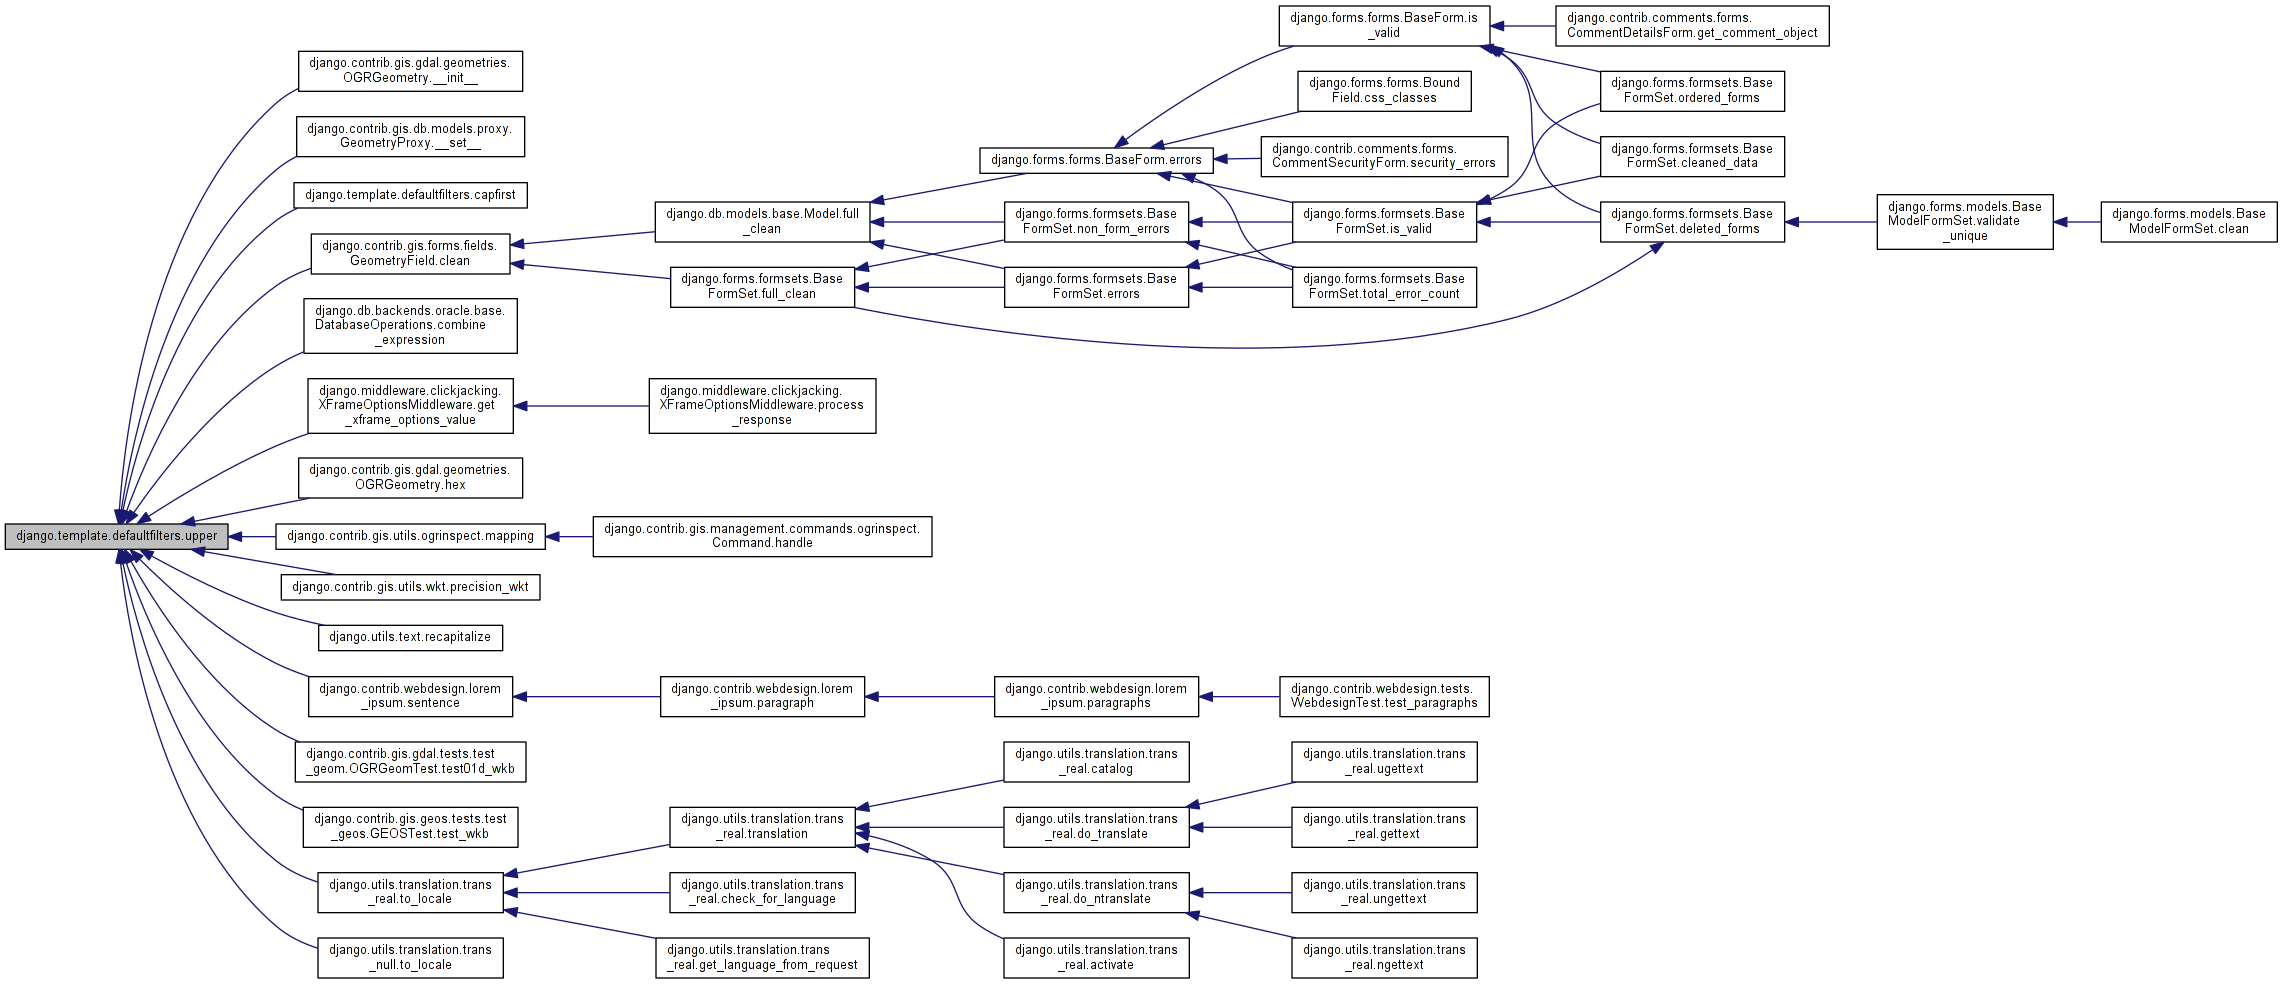 django.template.defaultfilters.upper
django.contrib.gis.gdal.geometries.
OGRGeometry.__init__
django.contrib.gis.db.models.proxy.
GeometryProxy.__set__
django.template.defaultfilters.capfirst
django.contrib.gis.forms.fields.
GeometryField.clean
django.db.backends.oracle.base.
DatabaseOperations.combine
_expression
django.middleware.clickjacking.
XFrameOptionsMiddleware.get
_xframe_options_value
django.contrib.gis.gdal.geometries.
OGRGeometry.hex
django.contrib.gis.utils.ogrinspect.mapping
django.contrib.gis.utils.wkt.precision_wkt
django.utils.text.recapitalize
django.contrib.webdesign.lorem
_ipsum.sentence
django.contrib.gis.gdal.tests.test
_geom.OGRGeomTest.test01d_wkb
django.contrib.gis.geos.tests.test
_geos.GEOSTest.test_wkb
django.utils.translation.trans
_real.to_locale
django.utils.translation.trans
_null.to_locale
django.db.models.base.Model.full
_clean
django.forms.formsets.Base
FormSet.full_clean
django.middleware.clickjacking.
XFrameOptionsMiddleware.process
_response
django.contrib.gis.management.commands.ogrinspect.
Command.handle
django.contrib.webdesign.lorem
_ipsum.paragraph
django.utils.translation.trans
_real.translation
django.utils.translation.trans
_real.check_for_language
django.utils.translation.trans
_real.get_language_from_request
django.forms.forms.BaseForm.errors
django.forms.formsets.Base
FormSet.non_form_errors
django.forms.formsets.Base
FormSet.errors
django.contrib.webdesign.lorem
_ipsum.paragraphs
django.utils.translation.trans
_real.catalog
django.utils.translation.trans
_real.do_translate
django.utils.translation.trans
_real.do_ntranslate
django.utils.translation.trans
_real.activate
django.forms.forms.BaseForm.is
_valid
django.forms.forms.Bound
Field.css_classes
django.contrib.comments.forms.
CommentSecurityForm.security_errors
django.forms.formsets.Base
FormSet.is_valid
django.forms.formsets.Base
FormSet.total_error_count
django.contrib.webdesign.tests.
WebdesignTest.test_paragraphs
django.utils.translation.trans
_real.ugettext
django.utils.translation.trans
_real.gettext
django.utils.translation.trans
_real.ungettext
django.utils.translation.trans
_real.ngettext
django.contrib.comments.forms.
CommentDetailsForm.get_comment_object
django.forms.formsets.Base
FormSet.ordered_forms
django.forms.formsets.Base
FormSet.cleaned_data
django.forms.formsets.Base
FormSet.deleted_forms
django.forms.models.Base
ModelFormSet.validate
_unique
django.forms.models.Base
ModelFormSet.clean